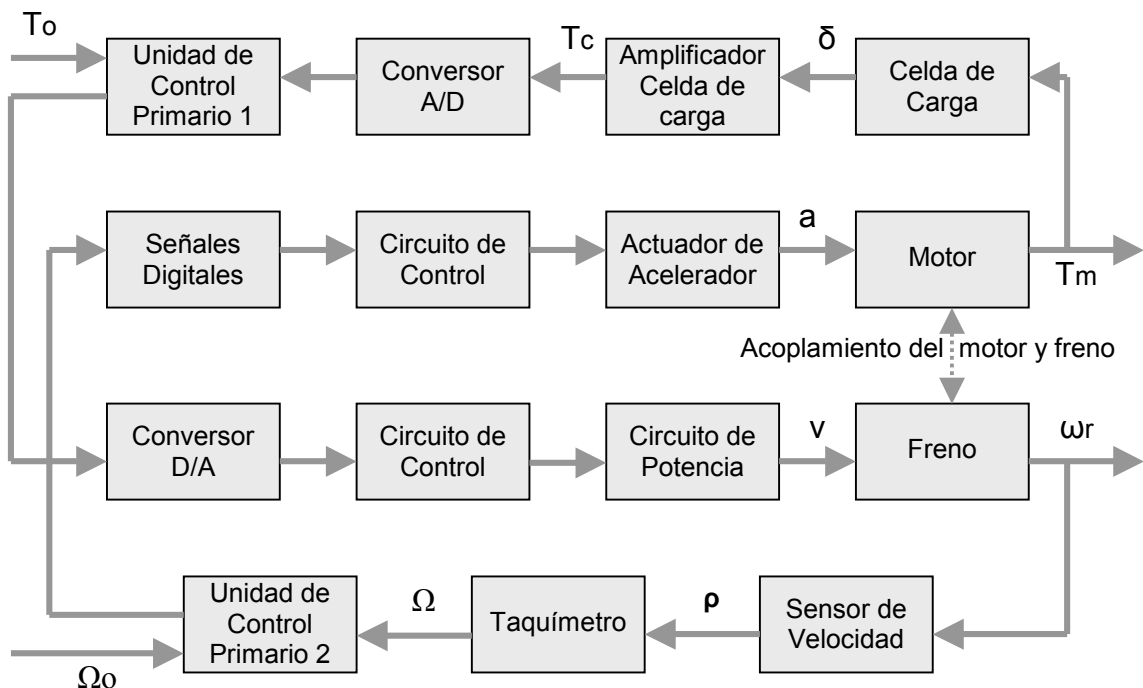 To
Unidad de
Control
Primario 1
Conversor
A/D
Tc
Amplificador
Celda de
carga
δ
Celda de
Carga
Señales
Digitales
Circuito de
Control
Actuador de
Acelerador
a
Motor
Tm
Acoplamiento del motor y freno
Conversor
D/A
Circuito de
Control
Circuito de
Potencia
v
Freno
ωr
Unidad de
Control
Primario 2
Ω
Taquímetro
ρ
Sensor de
Velocidad
Ωo